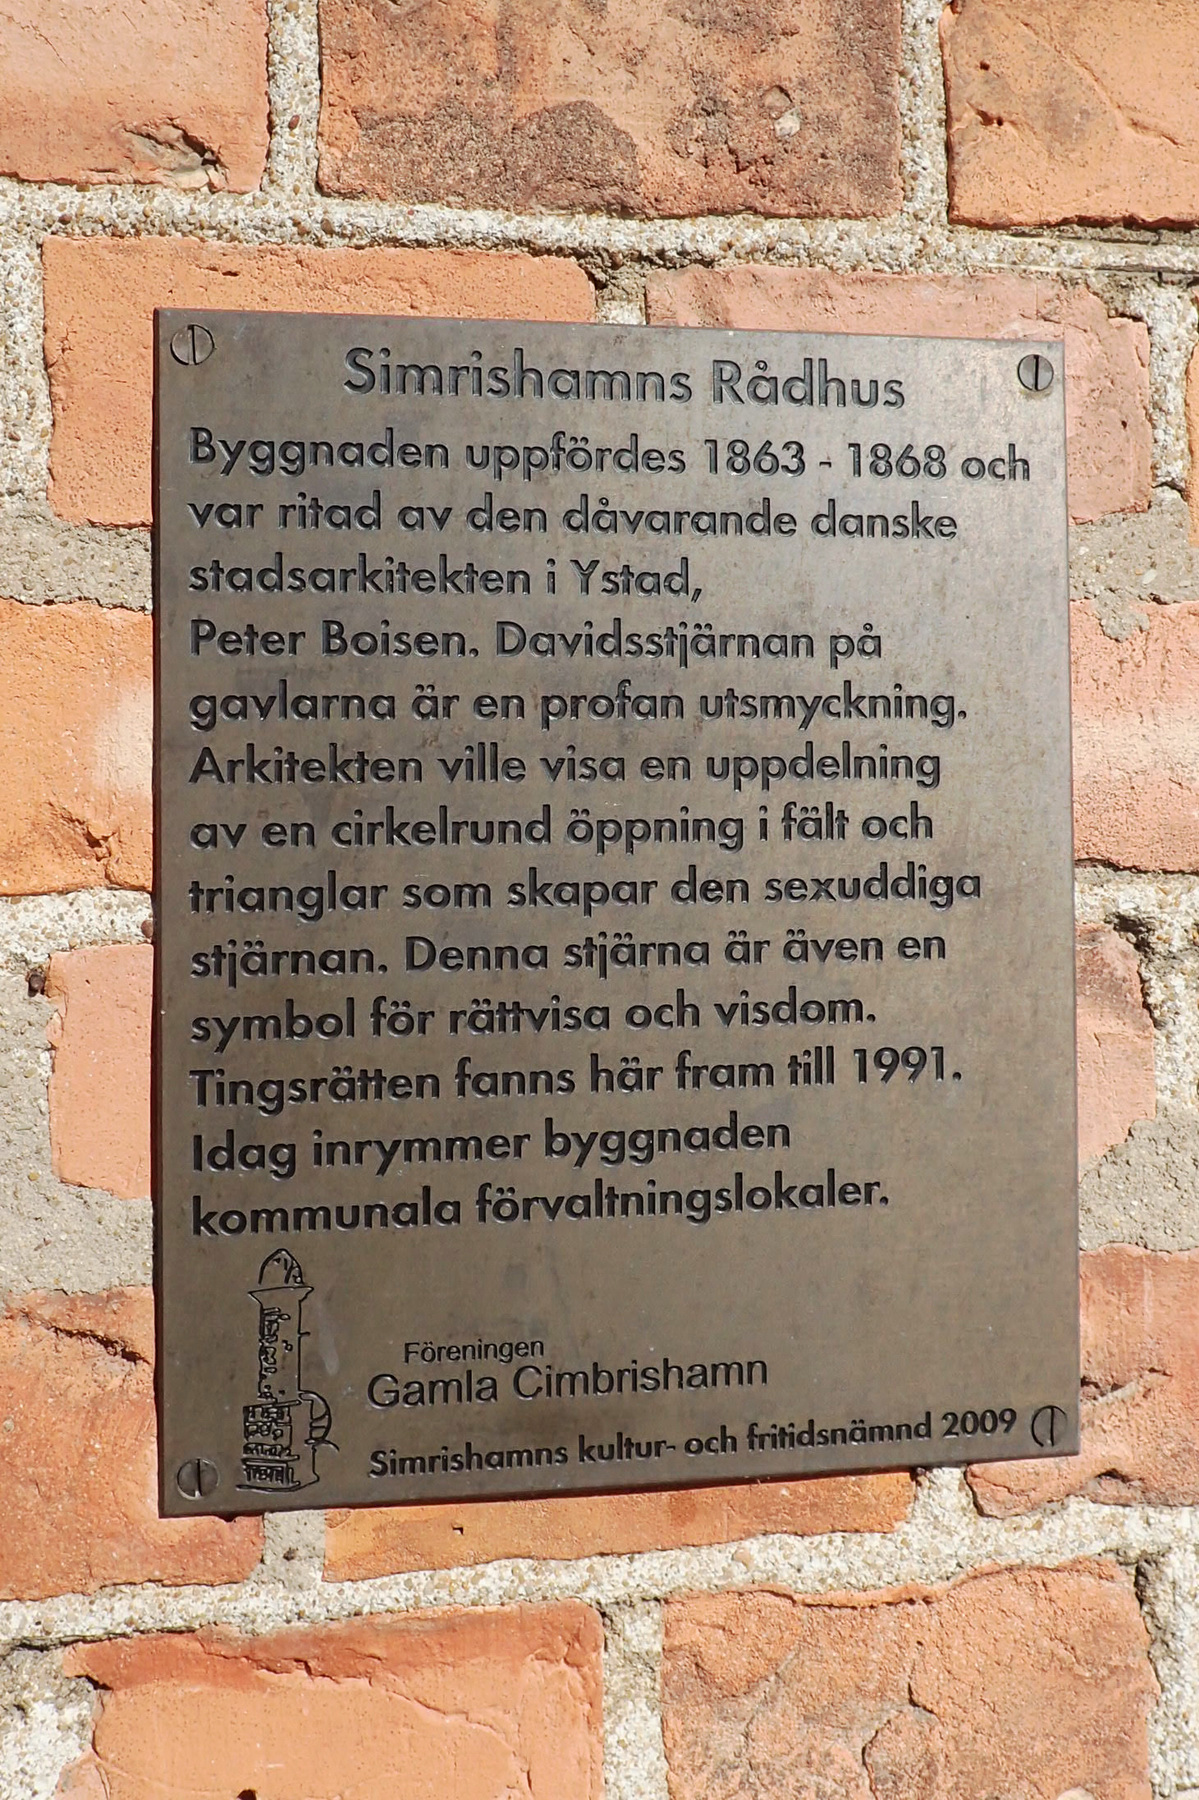 Simrishamns Rådhus
Byggnaden uppfördes 1863 - 1868 och
var ritad av den dåvarande danske
stadsarkitekten i Ystad,
Peter Boisen. Davidsstjärnan på
gavlarna är en profan utsmyckning.
Arkitekten ville visa en uppdelning
av en cirkelrund öppning i fält och
trianglar som skapar den sexuddiga
stjärnan. Denna stjärna är även en
symbol för rättvisa och visdom.
Tingsrätten fanns här fram till 1991.
Idag inrymmer byggnaden
kommunala förvaltningslokaler.
Föreningen
Gamla Cimbrishamn
Simrishamns kultur- och fritidsnämnd 2009